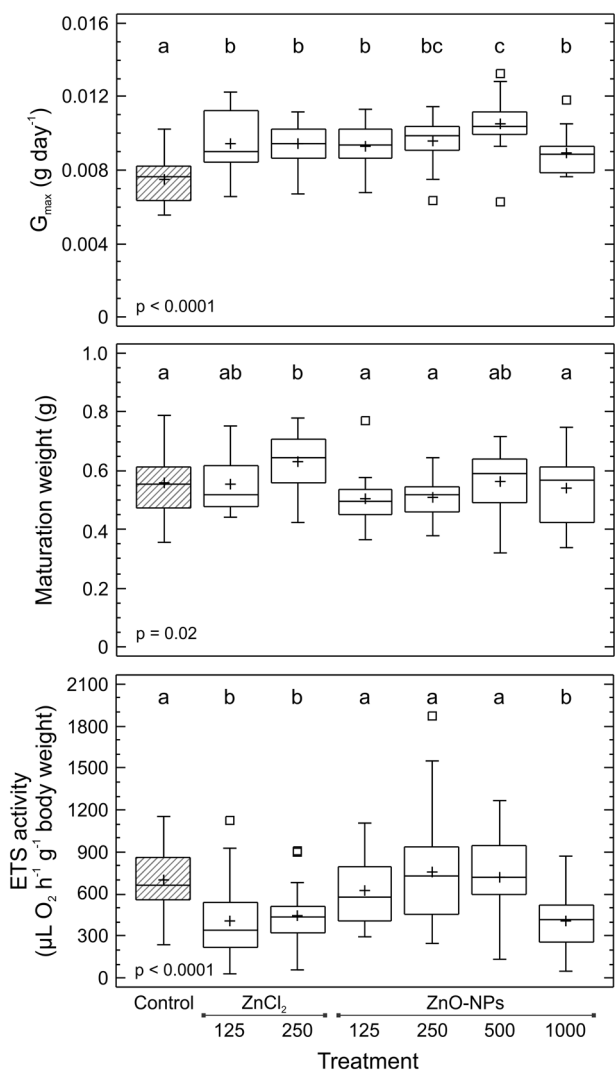 0.016
0.012
0.008
0.004
0
G_max (g day⁻¹)
a b b b bc c b
p < 0.0001
1.0
0.8
0.6
0.4
0.2
0
Maturation weight (g)
a ab b a a ab a
p = 0.02
2100
1800
1500
1200
900
600
300
0
ETS activity
(µL O₂ h⁻¹ g⁻¹ body weight)
a b b a a a b
p < 0.0001
Control ZnCl₂ ZnO-NPs
125 250 125 250 500 1000
Treatment